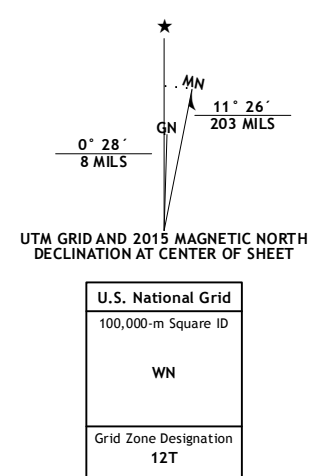 ★
MN
11° 26´
203 MILS
GN
0° 28´
8 MILS
UTM GRID AND 2015 MAGNETIC NORTH
DECLINATION AT CENTER OF SHEET
U.S. National Grid
100,000-m Square ID
WN
Grid Zone Designation
12T